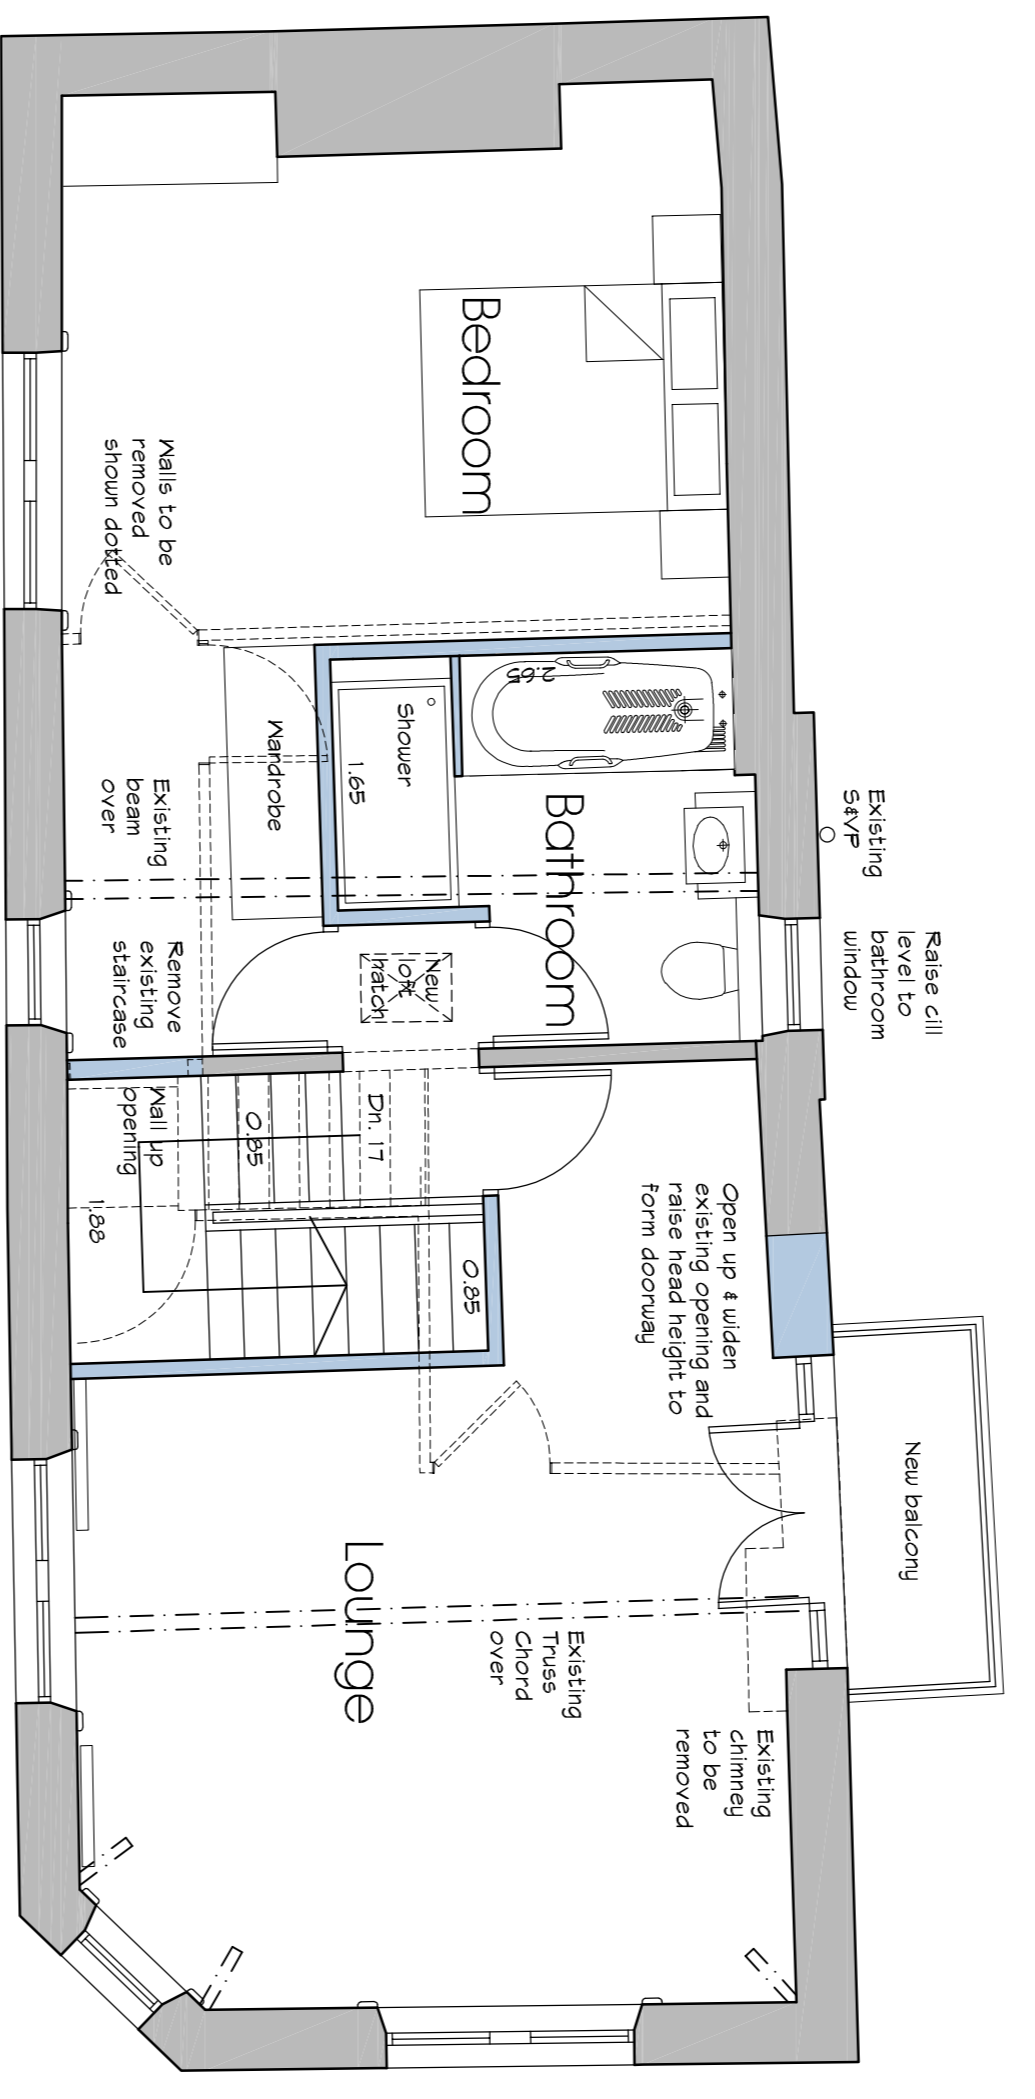 Bedroom
Walls to be
removed
shown dotted
2.65
Shower
1.65
Wardrobe
Bathroom
Existing
S&VP
Existing
beam
over
Raise cill
level to
bathroom
window
Remove
existing
staircase
New
loft
hatch
Wall up
opening
0.85
Dn. 17
1.88
0.85
Open up & widen
existing opening and
raise head height to
form doorway
New balcony
Lounge
Existing
Truss
Chord
over
Existing
chimney
to be
removed